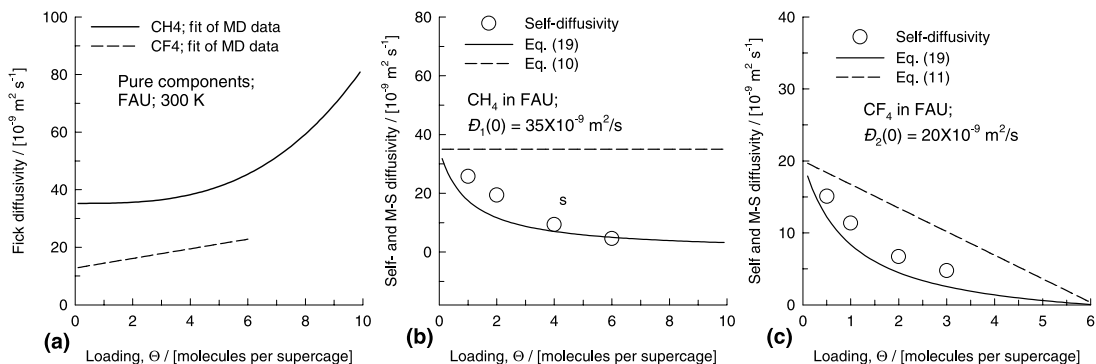 100
80
60
40
20
0
Fick diffusivity / [10⁻⁹ m² s⁻¹]
CH4; fit of MD data
CF4; fit of MD data
Pure components;
FAU; 300 K
0 2 4 6 8 10
(a)
Loading, Θ / [molecules per supercage]
80
60
40
20
0
Self- and M-S diffusivity / [10⁻⁹ m² s⁻¹]
Self-diffusivity
Eq. (19)
Eq. (10)
CH₄ in FAU;
Đ₁(0) = 35X10⁻⁹ m²/s
s
0 2 4 6 8 10
(b)
Loading, Θ / [molecules per supercage]
40
30
20
10
0
Self and M-S diffusivity / [10⁻⁹ m² s⁻¹]
Self-diffusivity
Eq. (19)
Eq. (11)
CF₄ in FAU;
Đ₂(0) = 20X10⁻⁹ m²/s
0 1 2 3 4 5 6
(c)
Loading, Θ / [molecules per supercage]